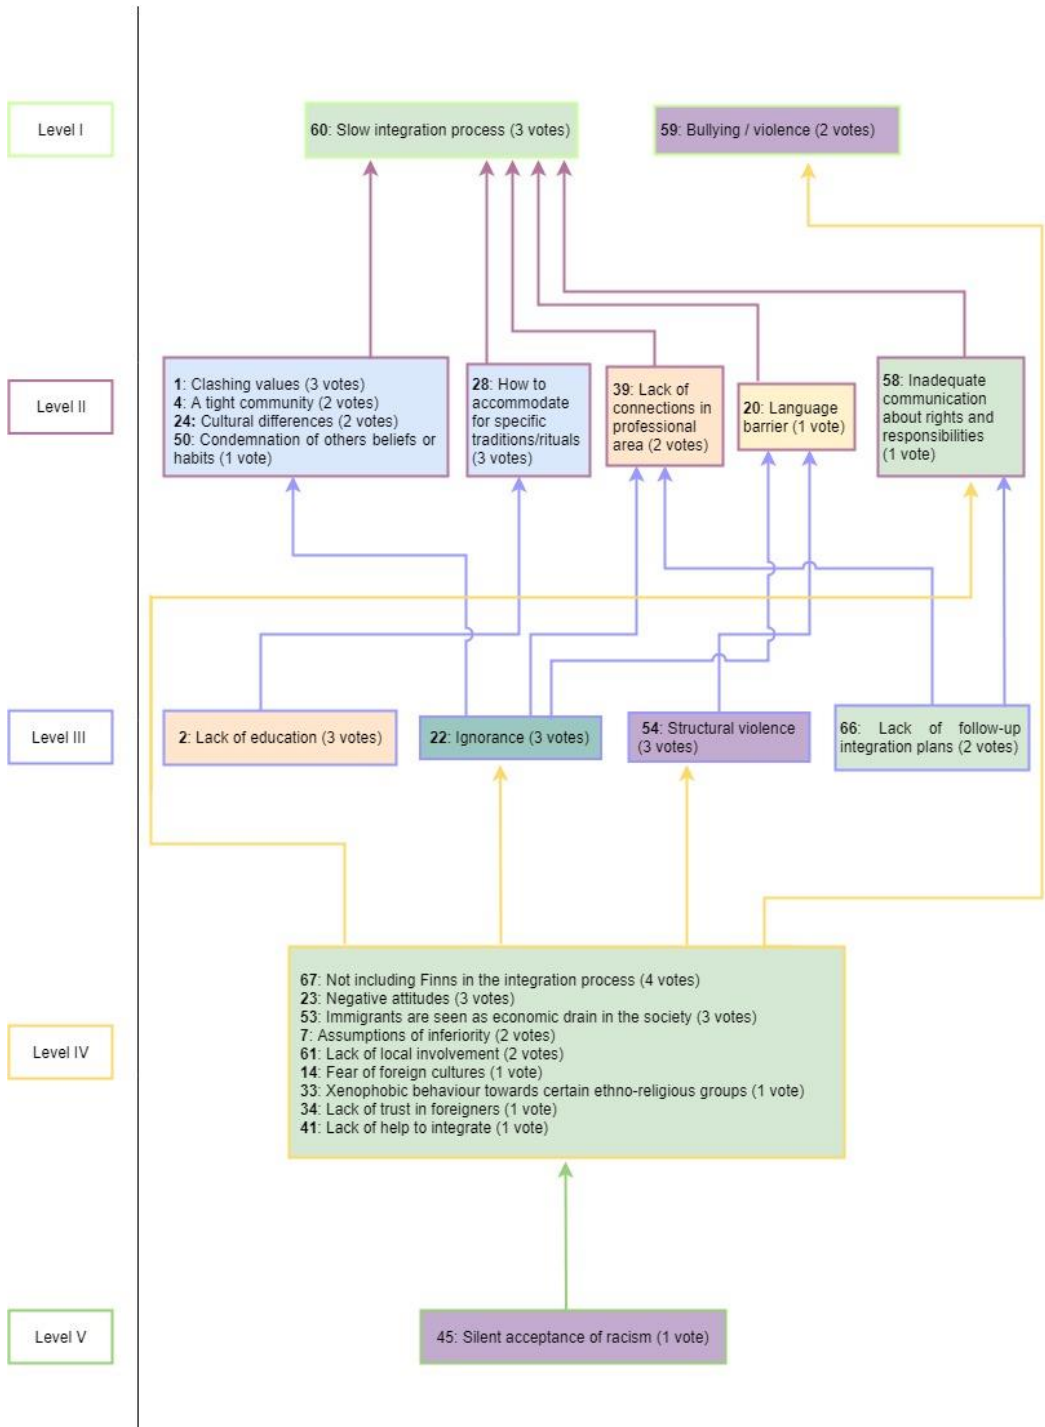 Level I
60: Slow integration process (3 votes)
59: Bullying / violence (2 votes)
Level II
1: Clashing values (3 votes)
4: A tight community (2 votes)
24: Cultural differences (2 votes)
50: Condemnation of others beliefs or
habits (1 vote)
28: How to
accommodate
for specific
traditions/rituals
(3 votes)
39: Lack of
connections in
professional
area (2 votes)
20: Language
barrier (1 vote)
58: Inadequate
communication
about rights and
responsibilities
(1 vote)
Level III
2: Lack of education (3 votes)
22: Ignorance (3 votes)
54: Structural violence
(3 votes)
66: Lack of follow-up
integration plans (2 votes)
Level IV
67: Not including Finns in the integration process (4 votes)
23: Negative attitudes (3 votes)
53: Immigrants are seen as economic drain in the society (3 votes)
7: Assumptions of inferiority (2 votes)
61: Lack of local involvement (2 votes)
14: Fear of foreign cultures (1 vote)
33: Xenophobic behaviour towards certain ethno-religious groups (1 vote)
34: Lack of trust in foreigners (1 vote)
41: Lack of help to integrate (1 vote)
Level V
45: Silent acceptance of racism (1 vote)